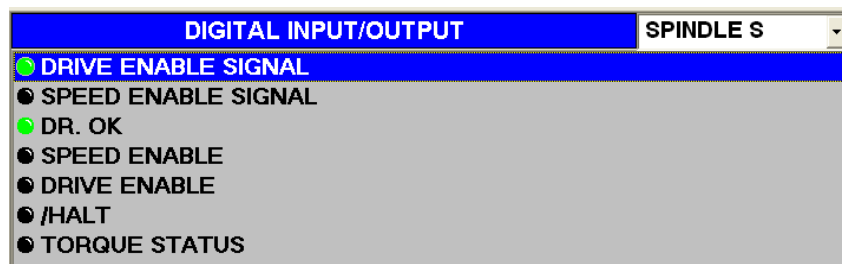 DIGITAL INPUT/OUTPUT SPINDLE S
DRIVE ENABLE SIGNAL
SPEED ENABLE SIGNAL
DR. OK
SPEED ENABLE
DRIVE ENABLE
/HALT
TORQUE STATUS